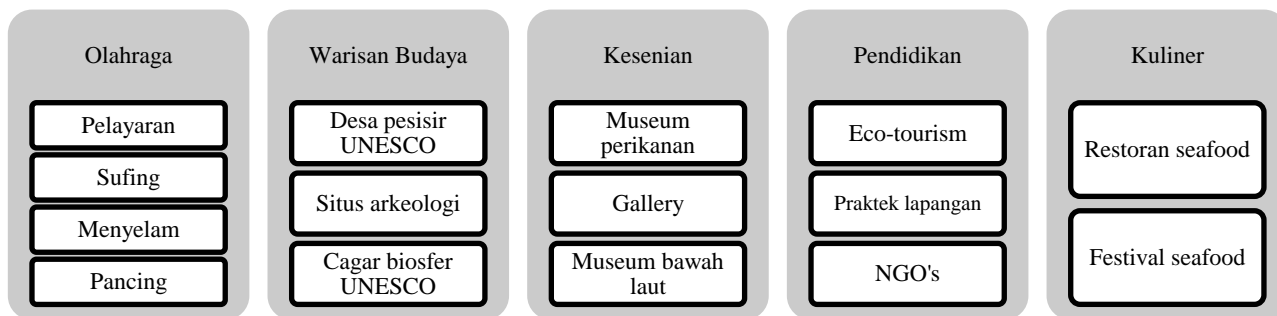 Olahraga
Pelayaran
Sufing
Menyelam
Pancing
Warisan Budaya
Desa pesisir
UNESCO
Situs arkeologi
Cagar biosfer
UNESCO
Kesenian
Museum
perikanan
Gallery
Museum bawah
laut
Pendidikan
Eco-tourism
Praktek lapangan
NGO's
Kuliner
Restoran seafood
Festival seafood